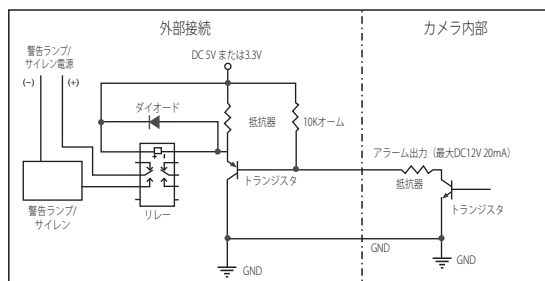 外部接続
カメラ内部
警告ランプ/
サイレン電源
(−)
(+)
DC 5V または3.3V
ダイオード
抵抗器
10Kオーム
アラーム出力（最大DC12V 20mA）
抵抗器
トランジスタ
トランジスタ
警告ランプ/
サイレン
リレー
GND
GND
GND